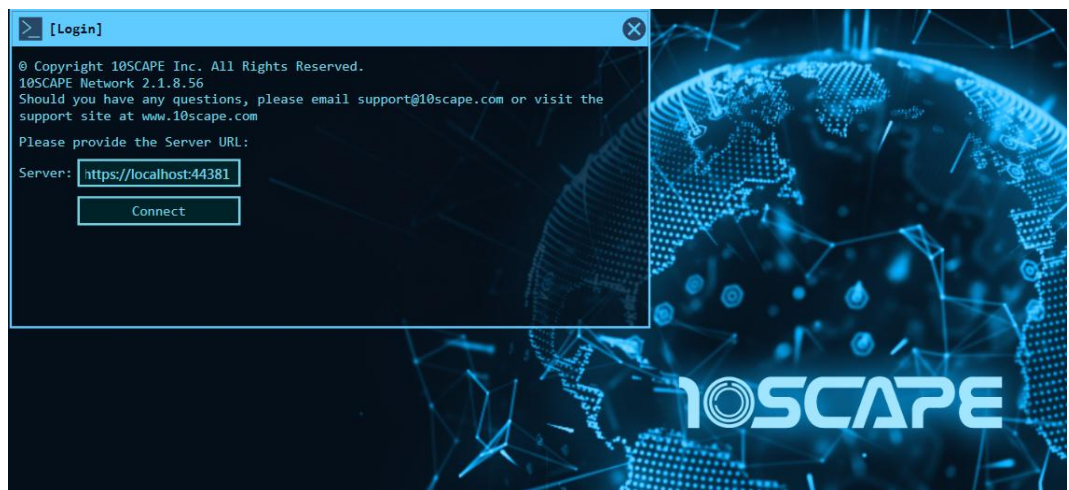 [Login]
© Copyright 10SCAPE Inc. All Rights Reserved.
10SCAPE Network 2.1.8.56
Should you have any questions, please email support@10scape.com or visit the
support site at www.10scape.com
Please provide the Server URL:
Server: https://localhost:44381
Connect
10SCAPE